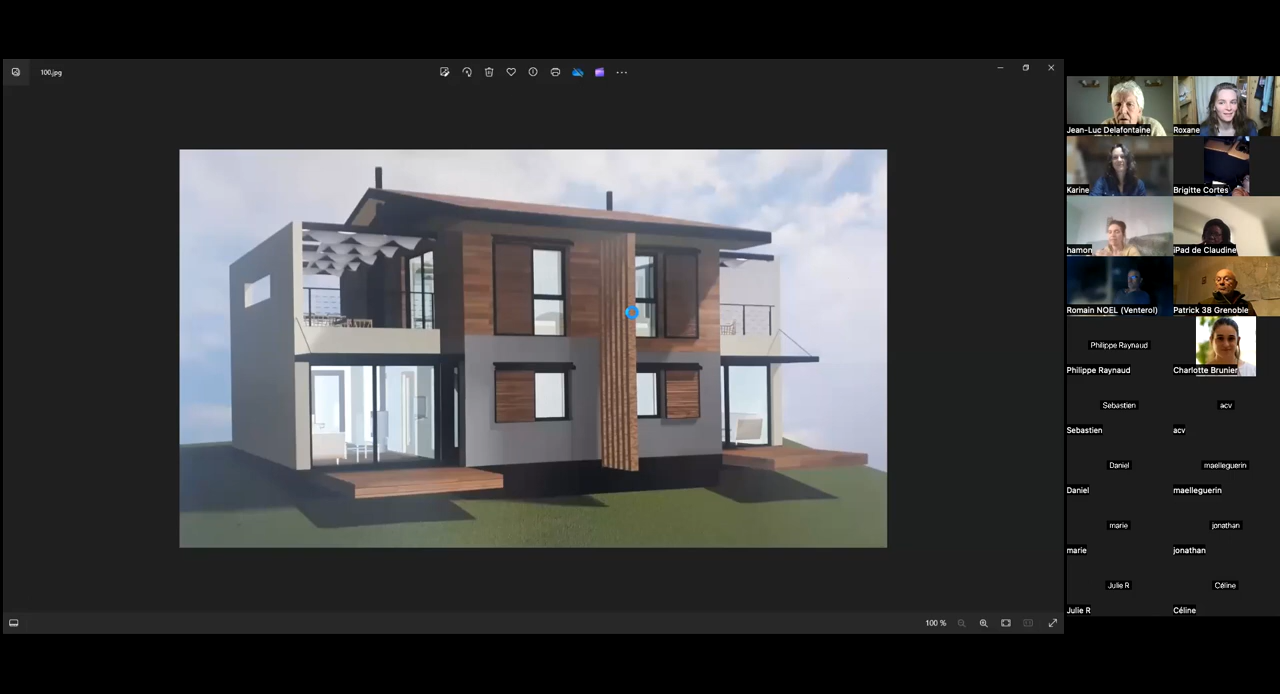 100.jpg
Jean-Luc Delafontaine
Roxane
Karine
Brigitte Cortes
hamon
iPad de Claudine
Romain NOEL (Venterol)
Patrick 38 Grenoble
Philippe Raynaud
Philippe Raynaud
Charlotte Brunier
Sebastien
acv
Sebastien
acv
Daniel
maelleguerin
Daniel
maelleguerin
marie
jonathan
marie
jonathan
Julie R
Céline
Julie R
Céline
100 %